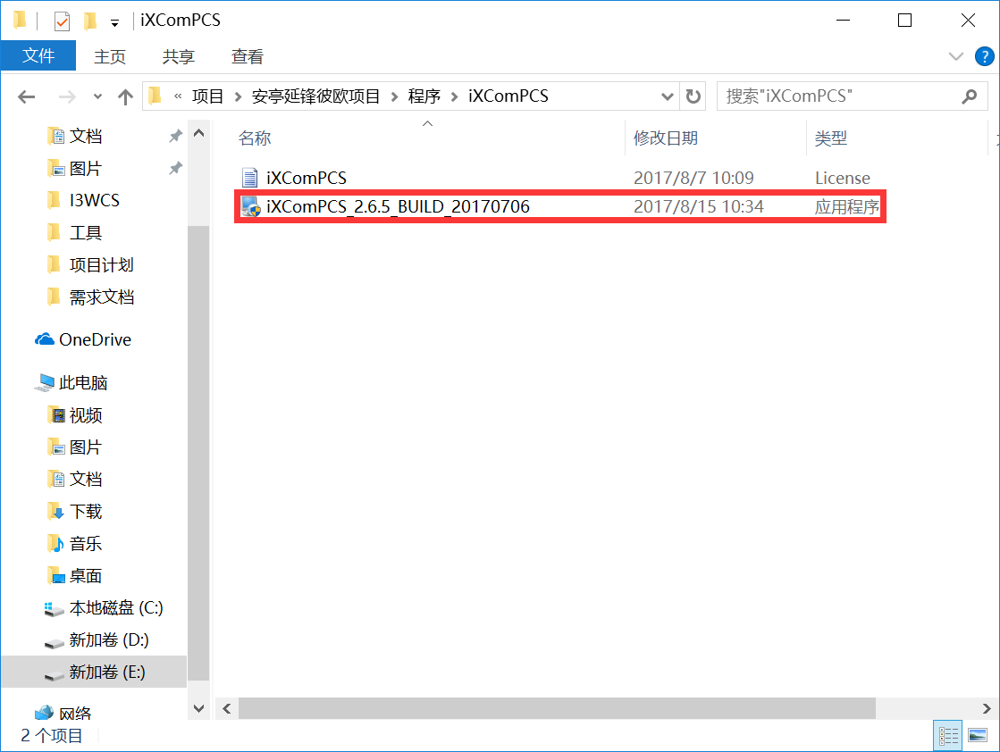 iXComPCS
文件 主页 共享 查看
« 项目 › 安亭延锋彼欧项目 › 程序 › iXComPCS 搜索"iXComPCS"
名称 修改日期 类型
iXComPCS 2017/8/7 10:09 License
iXComPCS_2.6.5_BUILD_20170706 2017/8/15 10:34 应用程序
文档
图片
I3WCS
工具
项目计划
需求文档
OneDrive
此电脑
视频
图片
文档
下载
音乐
桌面
本地磁盘 (C:)
新加卷 (D:)
新加卷 (E:)
网络
2 个项目